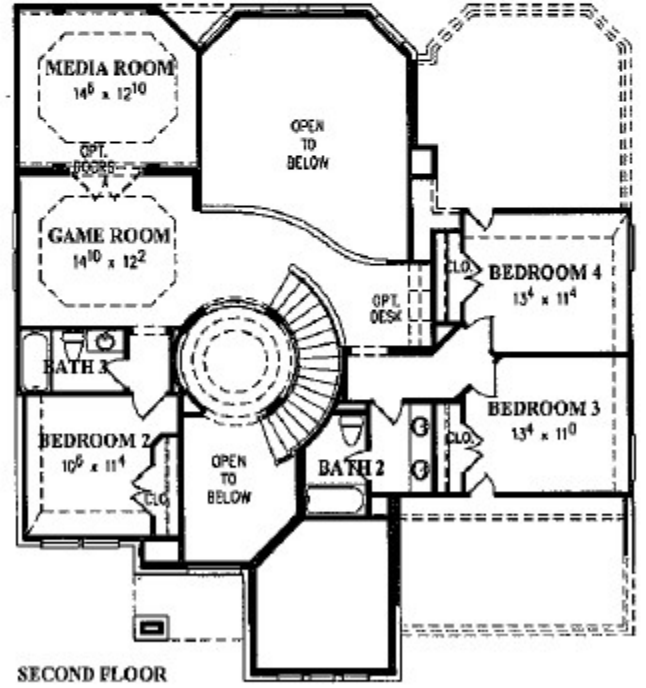 MEDIA ROOM
14⁶ x 12¹⁰
OPT.
DOORS
OPEN
TO
BELOW
GAME ROOM
14¹⁰ x 12²
OPT.
DESK
CLO.
BEDROOM 4
13⁴ x 11⁴
BATH 3
BEDROOM 2
10⁶ x 11⁴
CLO.
OPEN
TO
BELOW
BATH 2
CLO.
BEDROOM 3
13⁴ x 11⁰
SECOND FLOOR